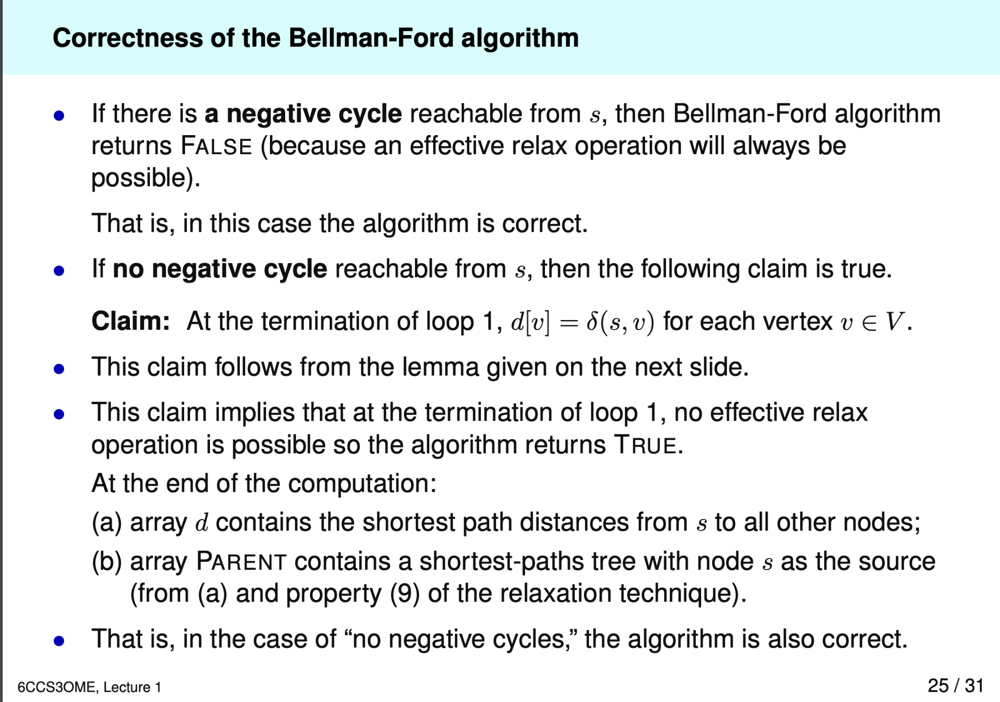 Correctness of the Bellman-Ford algorithm
• If there is a negative cycle reachable from s, then Bellman-Ford algorithm
returns FALSE (because an effective relax operation will always be
possible).
That is, in this case the algorithm is correct.
• If no negative cycle reachable from s, then the following claim is true.
Claim: At the termination of loop 1, d[v] = δ(s, v) for each vertex v ∈ V.
• This claim follows from the lemma given on the next slide.
• This claim implies that at the termination of loop 1, no effective relax
operation is possible so the algorithm returns TRUE.
At the end of the computation:
(a) array d contains the shortest path distances from s to all other nodes;
(b) array PARENT contains a shortest-paths tree with node s as the source
(from (a) and property (9) of the relaxation technique).
• That is, in the case of “no negative cycles,” the algorithm is also correct.
6CCS3OME, Lecture 1
25 / 31